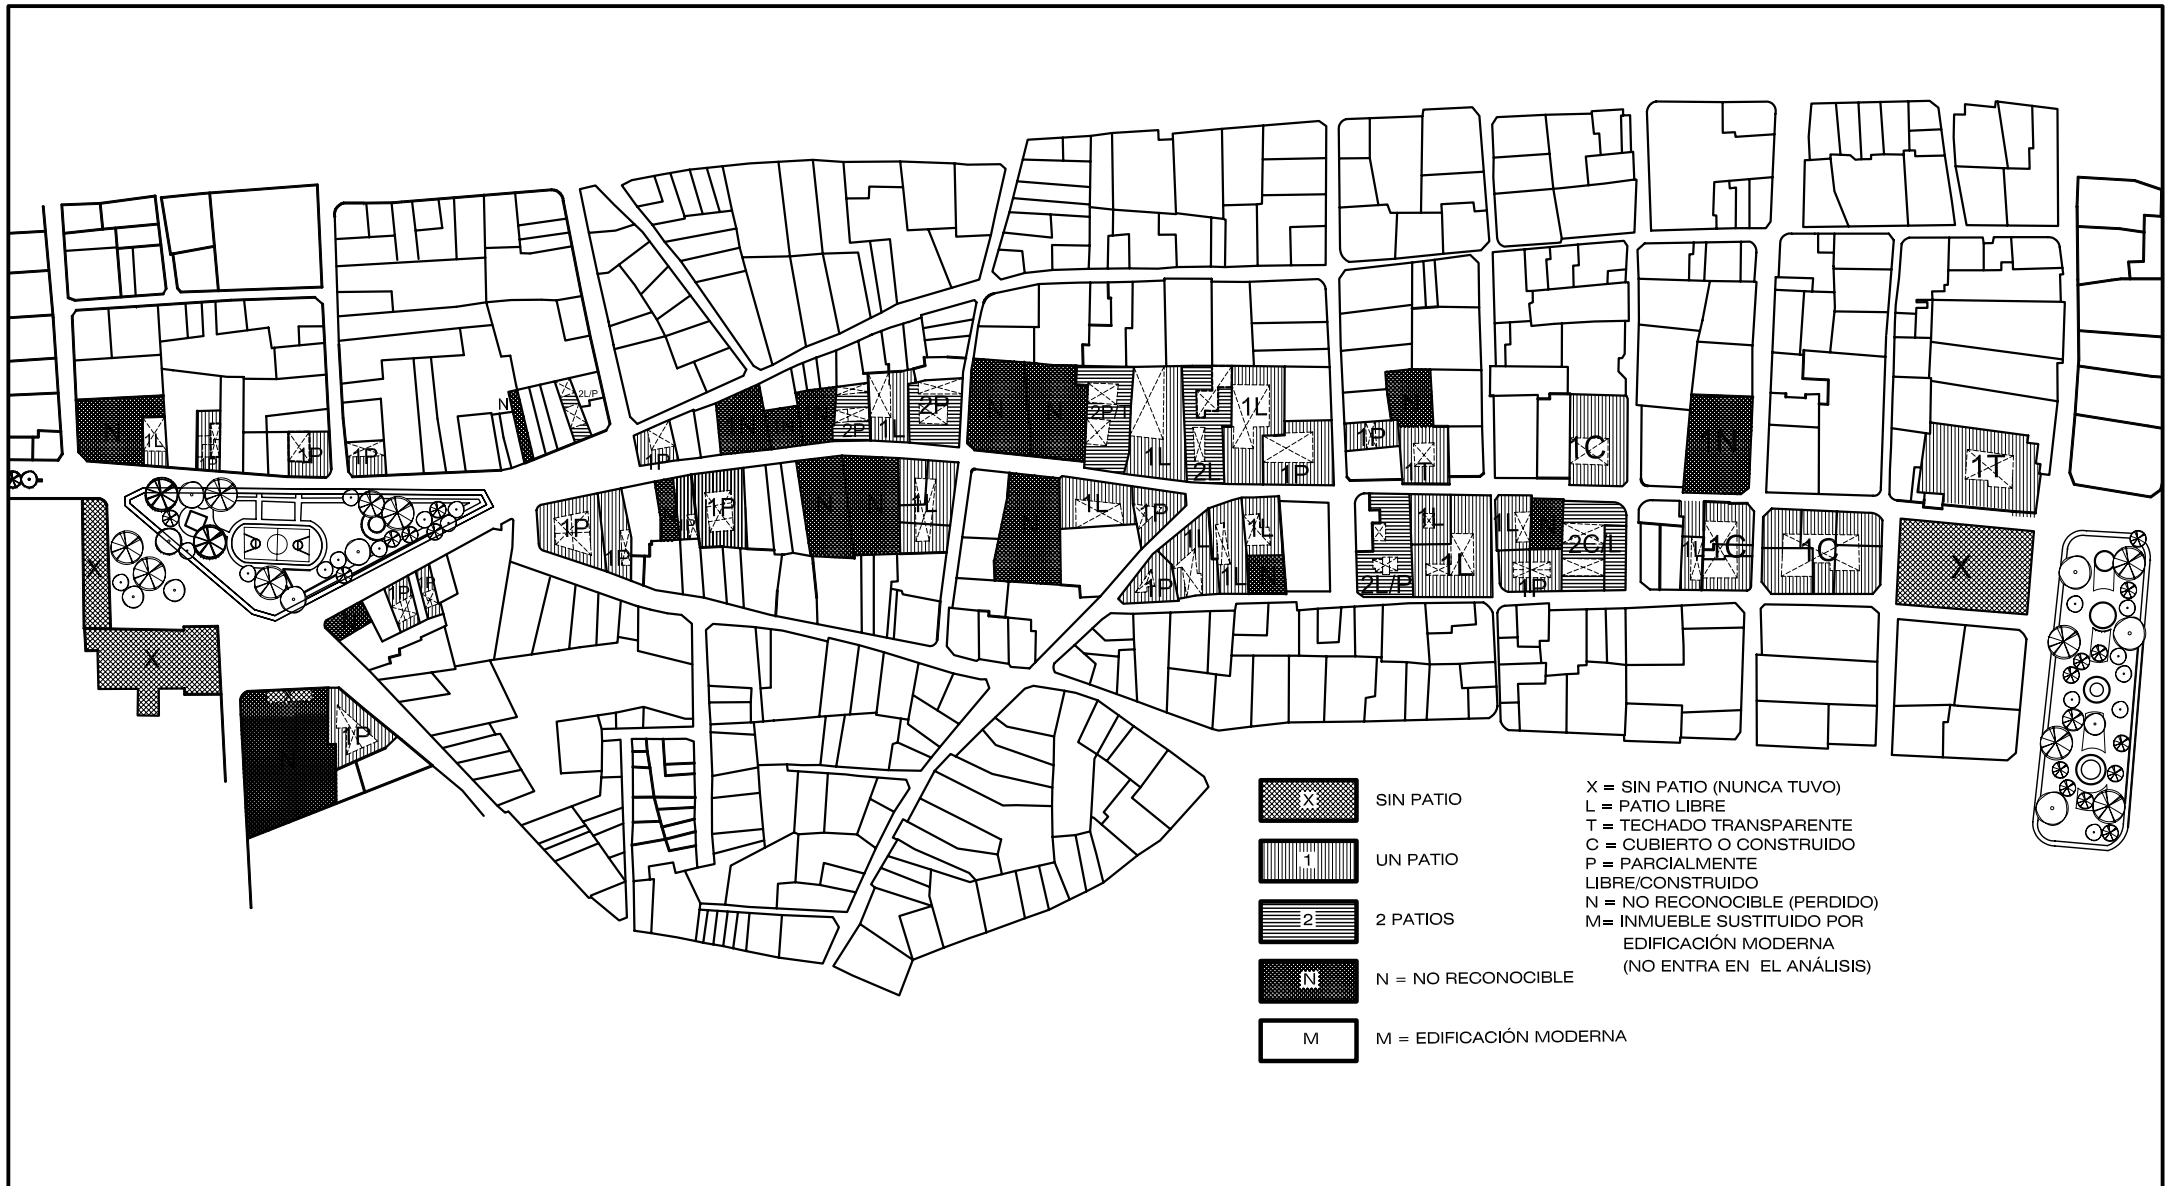 N
2L/P
N
1L
1P
1P
1P
1P
N
1N
N
2P
1L
2P
N
N
2P/T
1L
2L
1L
1P
1P
N
1T
1C
1N
1T
1P
1P
N
1P
1P
N
N
1L
N
1L
1P
1P
1L
1L
1L
N
1L
2L/P
1L
1L
N
1P
2C/L
1L
1C
1C
X
X
X
1P
1P
N
N
1P
X SIN PATIO
1 UN PATIO
2 2 PATIOS
N N = NO RECONOCIBLE
M M = EDIFICACIÓN MODERNA
X = SIN PATIO (NUNCA TUVO)
L = PATIO LIBRE
T = TECHADO TRANSPARENTE
C = CUBIERTO O CONSTRUIDO
P = PARCIALMENTE
LIBRE/CONSTRUIDO
N = NO RECONOCIBLE (PERDIDO)
M= INMUEBLE SUSTITUIDO POR
EDIFICACIÓN MODERNA
(NO ENTRA EN EL ANÁLISIS)